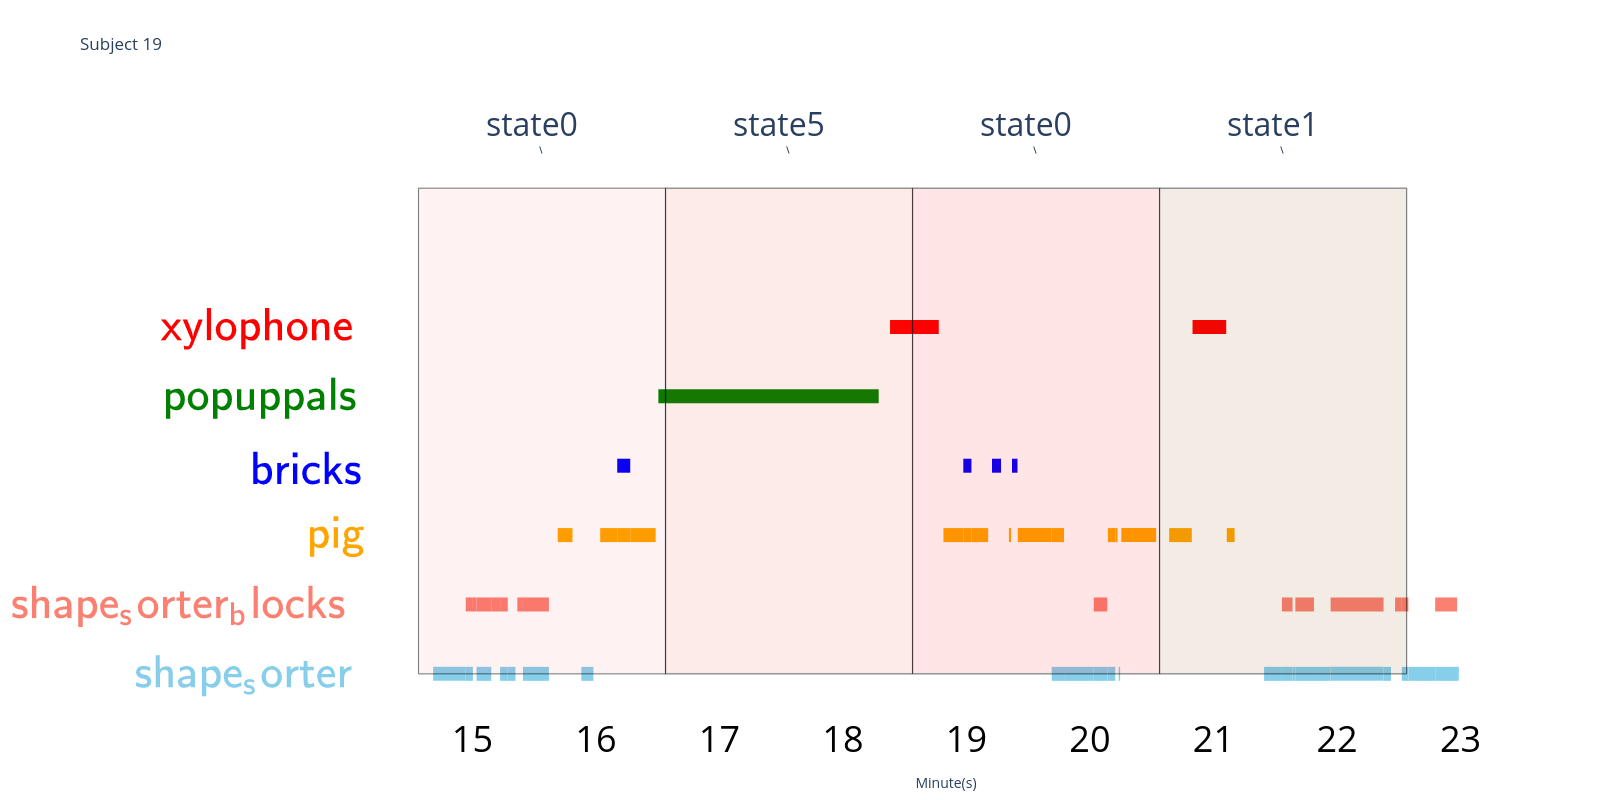 Subject 19
state0 state5 state0 state1
xylophone
popuppals
bricks
pig
shapesorterblocks
shapesorter
15 16 17 18 19 20 21 22 23
Minute(s)